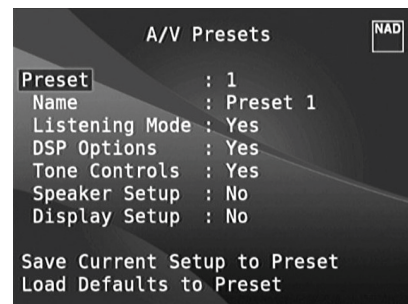 A/V Presets
NAD
Preset : 1
Name : Preset 1
Listening Mode : Yes
DSP Options : Yes
Tone Controls : Yes
Speaker Setup : No
Display Setup : No
Save Current Setup to Preset
Load Defaults to Preset